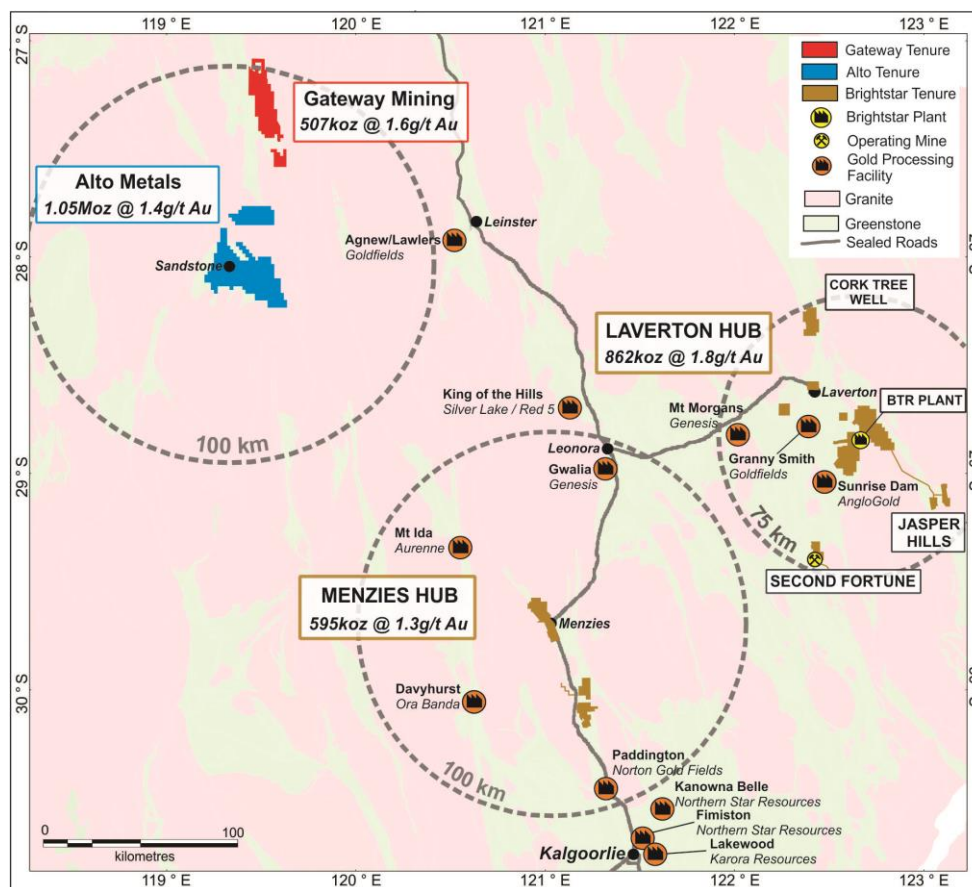 119 ° E
120 ° E
121 ° E
122 ° E
123 ° E
27° S
Gateway Tenure
Alto Tenure
Brightstar Tenure
Brightstar Plant
Operating Mine
Gold Processing
Facility
Granite
Greenstone
Sealed Roads
Gateway Mining
507koz @ 1.6g/t Au
Alto Metals
1.05Moz @ 1.4g/t Au
Leinster
Agnew/Lawlers
Goldfields
28° S
Sandstone
CORK TREE
WELL
LAVERTON HUB
862koz @ 1.8g/t Au
King of the Hills
Silver Lake / Red 5
Laverton
BTR PLANT
Mt Morgans
Genesis
100 km
Leonora
Granny Smith
Goldfields
Gwalia
Genesis
29° S
Sunrise Dam
AngloGold
JASPER
HILLS
75 km
Mt Ida
Aurenne
SECOND FORTUNE
MENZIES HUB
595koz @ 1.3g/t Au
Menzies
30° S
Davyhurst
Ora Banda
100 km
Paddington
Norton Gold Fields
Kanowna Belle
Northern Star Resources
Fimiston
Northern Star Resources
Lakewood
Karora Resources
Kalgoorlie
0
100
kilometres
119 ° E
120 ° E
121 ° E
122 ° E
123 ° E